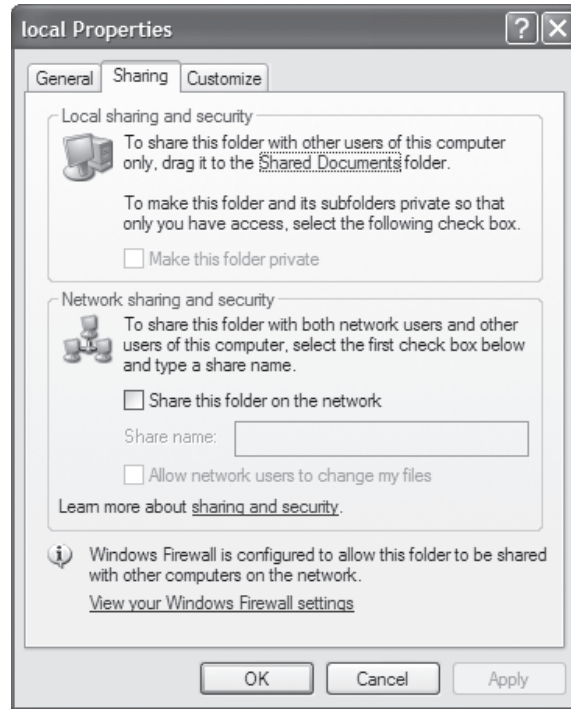 local Properties
General
Sharing
Customize
Local sharing and security
To share this folder with other users of this computer
only, drag it to the Shared Documents folder.
To make this folder and its subfolders private so that
only you have access, select the following check box.
Make this folder private
Network sharing and security
To share this folder with both network users and other
users of this computer, select the first check box below
and type a share name.
Share this folder on the network
Share name:
Allow network users to change my files
Learn more about sharing and security.
Windows Firewall is configured to allow this folder to be shared
with other computers on the network.
View your Windows Firewall settings
OK
Cancel
Apply